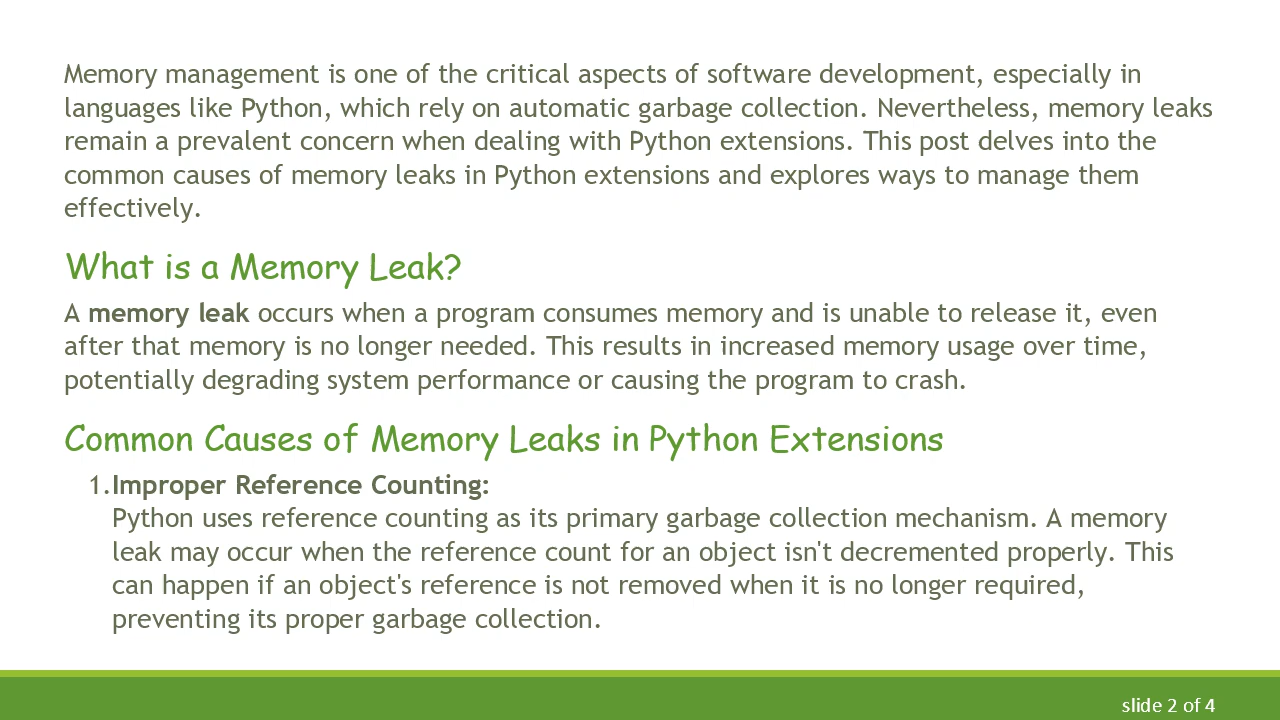 Memory management is one of the critical aspects of software development, especially in
languages like Python, which rely on automatic garbage collection. Nevertheless, memory leaks
remain a prevalent concern when dealing with Python extensions. This post delves into the
common causes of memory leaks in Python extensions and explores ways to manage them
effectively.
What is a Memory Leak?
A memory leak occurs when a program consumes memory and is unable to release it, even
after that memory is no longer needed. This results in increased memory usage over time,
potentially degrading system performance or causing the program to crash.
Common Causes of Memory Leaks in Python Extensions
1.Improper Reference Counting:
Python uses reference counting as its primary garbage collection mechanism. A memory
leak may occur when the reference count for an object isn't decremented properly. This
can happen if an object's reference is not removed when it is no longer required,
preventing its proper garbage collection.
slide 2 of 4